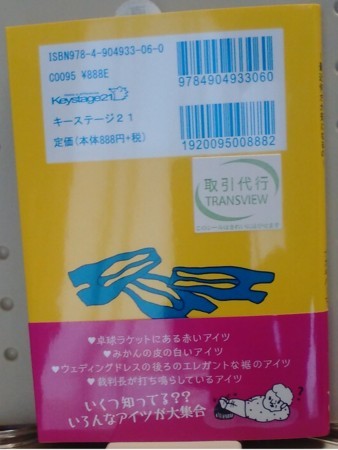 ISBN978-4-904933-06-0
C0095 ¥888E
Keystage21
キーステージ21
定価(本体888円+税)
9784904933060
1920095008882
取引代行
TRANSVIEW
♥卓球ラケットにある赤いアイツ
♥みかんの皮の白いアイツ
♥ウェディングドレスの後ろのエレガントな裾のアイツ
♥裁判長が打ち鳴らしているアイツ
いくつ知ってる??
いろんなアイツが大集合